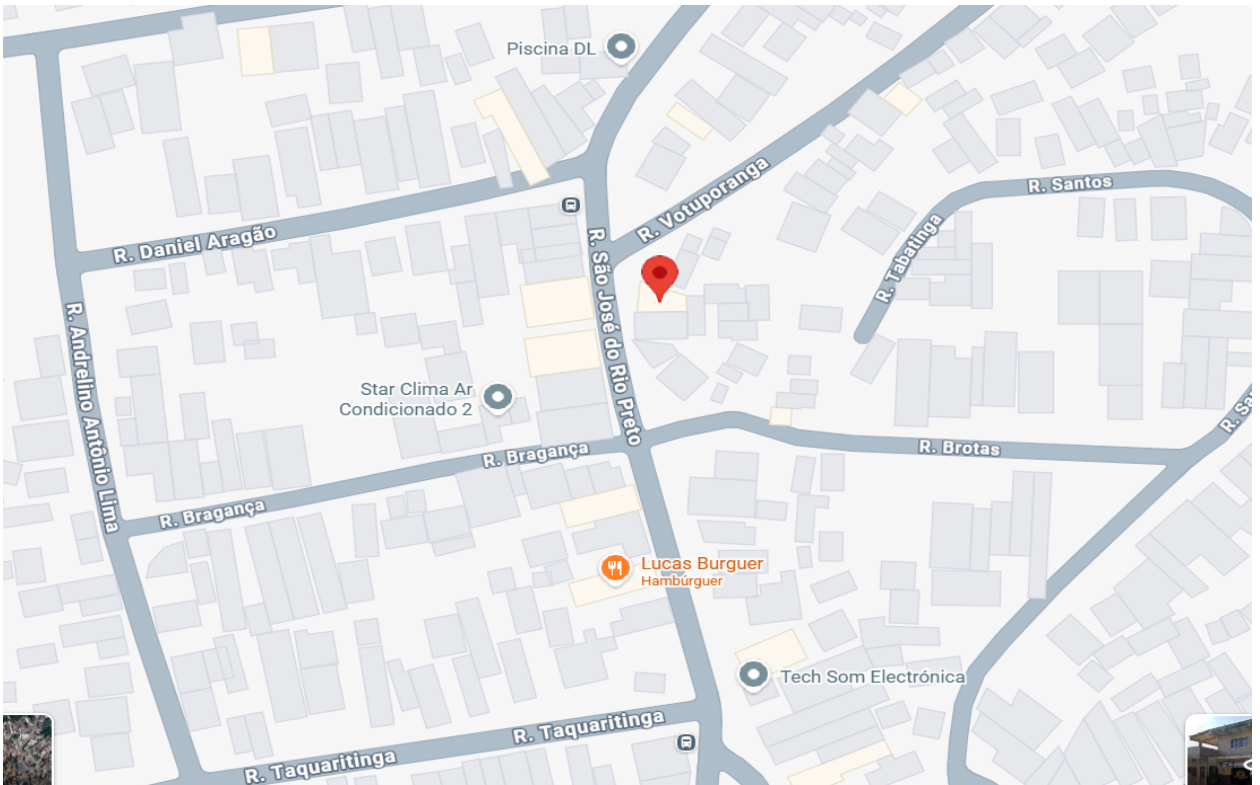 Piscina DL
R. Votuporanga
R. Santos
R. Daniel Aragão
R. Tabatinga
R. São José do Rio Preto
R. Andrelino Antônio Lima
Star Clima Ar
Condicionado 2
R. Bragança
R. Brotas
R. Bragança
Lucas Burguer
Hambúrguer
Tech Som Electrónica
R. Taquaritinga
R. Taquaritinga